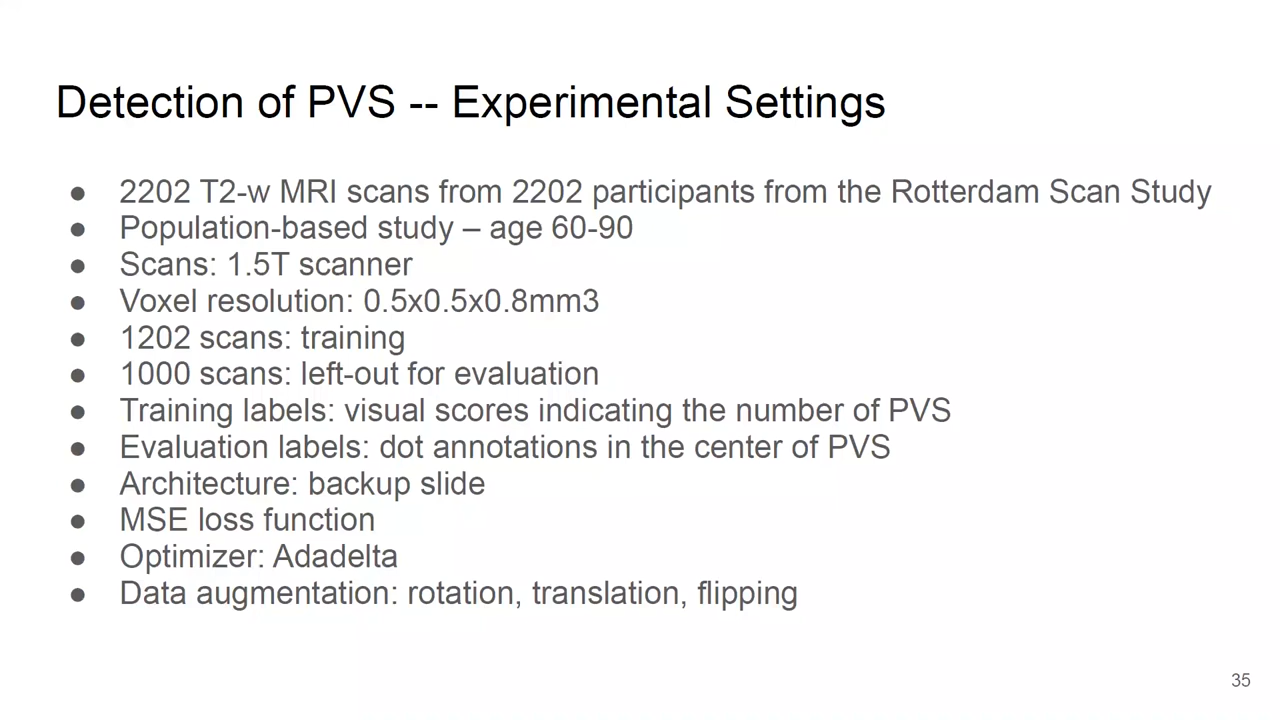 Detection of PVS -- Experimental Settings
● 2202 T2-w MRI scans from 2202 participants from the Rotterdam Scan Study
● Population-based study – age 60-90
● Scans: 1.5T scanner
● Voxel resolution: 0.5x0.5x0.8mm3
● 1202 scans: training
● 1000 scans: left-out for evaluation
● Training labels: visual scores indicating the number of PVS
● Evaluation labels: dot annotations in the center of PVS
● Architecture: backup slide
● MSE loss function
● Optimizer: Adadelta
● Data augmentation: rotation, translation, flipping
35